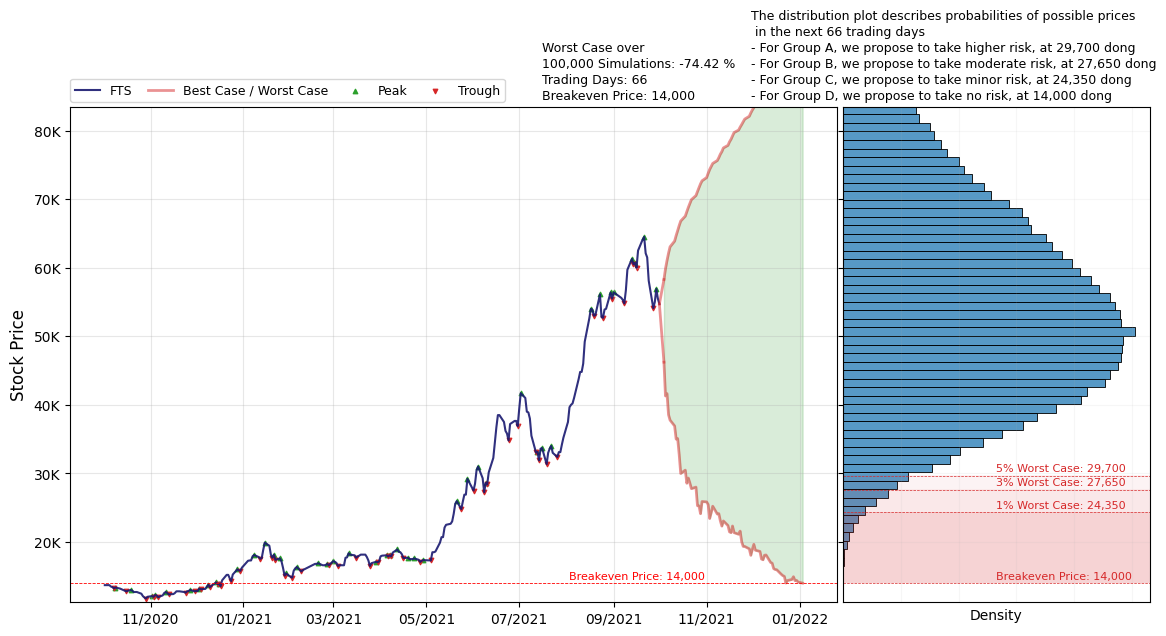 The distribution plot describes probabilities of possible prices
in the next 66 trading days
- For Group A, we propose to take higher risk, at 29,700 dong
- For Group B, we propose to take moderate risk, at 27,650 dong
- For Group C, we propose to take minor risk, at 24,350 dong
- For Group D, we propose to take no risk, at 14,000 dong
Worst Case over
100,000 Simulations: -74.42 %
Trading Days: 66
Breakeven Price: 14,000
FTS
Best Case / Worst Case
Peak
Trough
Stock Price
80K
70K
60K
50K
40K
30K
20K
Breakeven Price: 14,000
11/2020
01/2021
03/2021
05/2021
07/2021
09/2021
11/2021
01/2022
5% Worst Case: 29,700
3% Worst Case: 27,650
1% Worst Case: 24,350
Breakeven Price: 14,000
Density